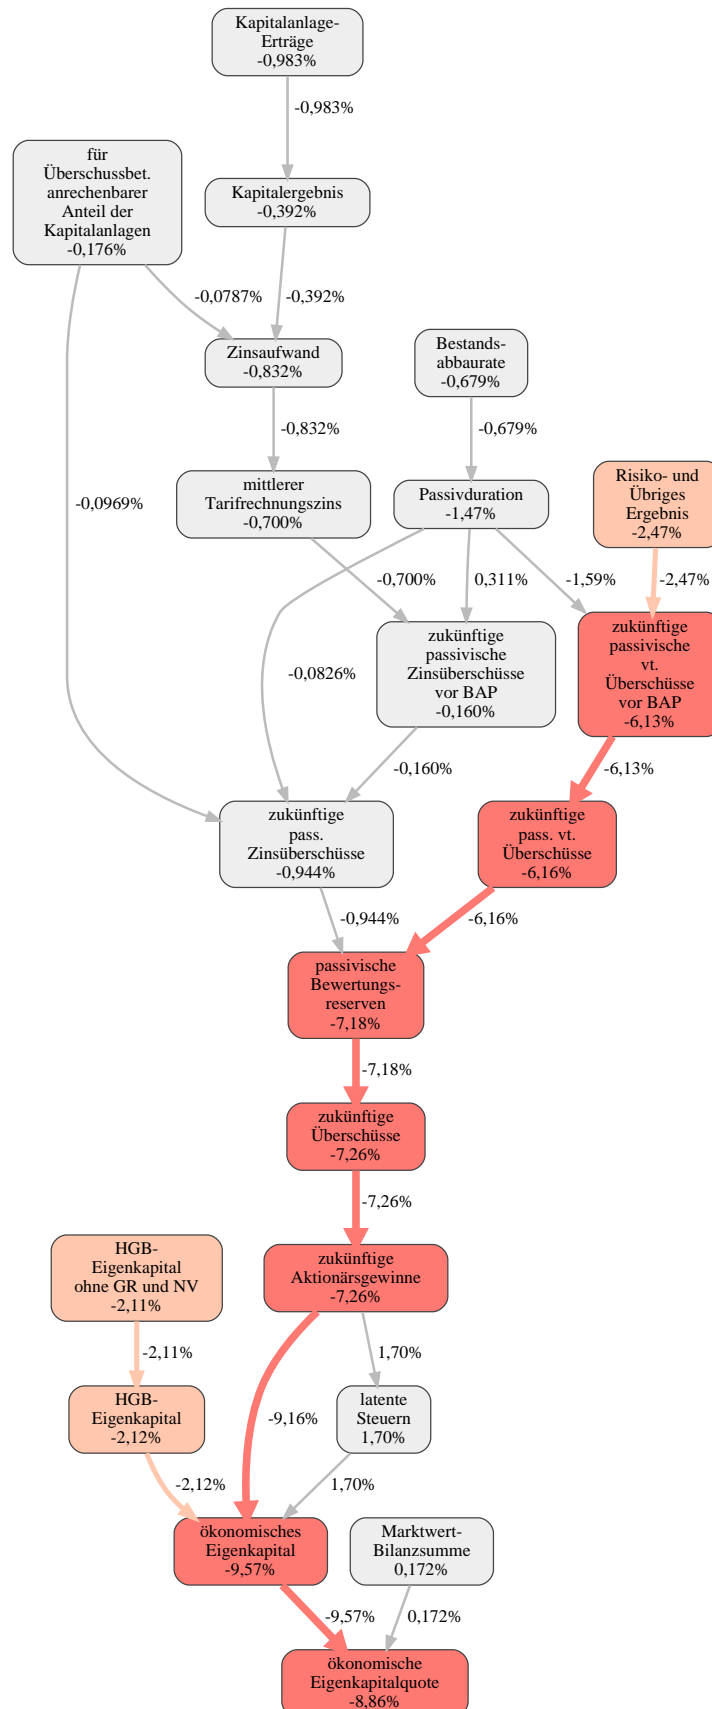 Kapitalanlage-
Erträge
-0,983%
-0,983%
für
Überschussbet.
anrechenbarer
Anteil der
Kapitalanlagen
-0,176%
Kapitalergebnis
-0,392%
-0,0787%
-0,392%
Zinsaufwand
-0,832%
Bestands-
abbaurate
-0,679%
-0,832%
-0,679%
-0,0969%
mittlerer
Tarifrechnungszins
-0,700%
Passivduration
-1,47%
Risiko- und
Übriges
Ergebnis
-2,47%
-0,700%
0,311%
-1,59%
-2,47%
-0,0826%
zukünftige
passivische
Zinsüberschüsse
vor BAP
-0,160%
zukünftige
passivische
vt.
Überschüsse
vor BAP
-6,13%
-0,160%
-6,13%
zukünftige
pass.
Zinsüberschüsse
-0,944%
zukünftige
pass. vt.
Überschüsse
-6,16%
-0,944%
-6,16%
passivische
Bewertungs-
reserven
-7,18%
-7,18%
zukünftige
Überschüsse
-7,26%
-7,26%
HGB-
Eigenkapital
ohne GR und NV
-2,11%
zukünftige
Aktionärsgewinne
-7,26%
-2,11%
1,70%
HGB-
Eigenkapital
-2,12%
-9,16%
latente
Steuern
1,70%
-2,12%
1,70%
ökonomisches
Eigenkapital
-9,57%
Marktwert-
Bilanzsumme
0,172%
-9,57%
0,172%
ökonomische
Eigenkapitalquote
-8,86%